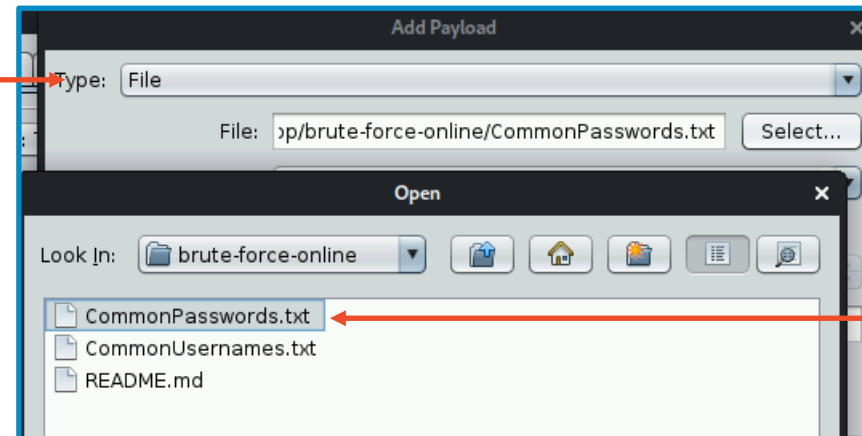 Add Payload
Type: File
File: op/brute-force-online/CommonPasswords.txt Select...
Open
Look In: brute-force-online
CommonPasswords.txt
CommonUsernames.txt
README.md